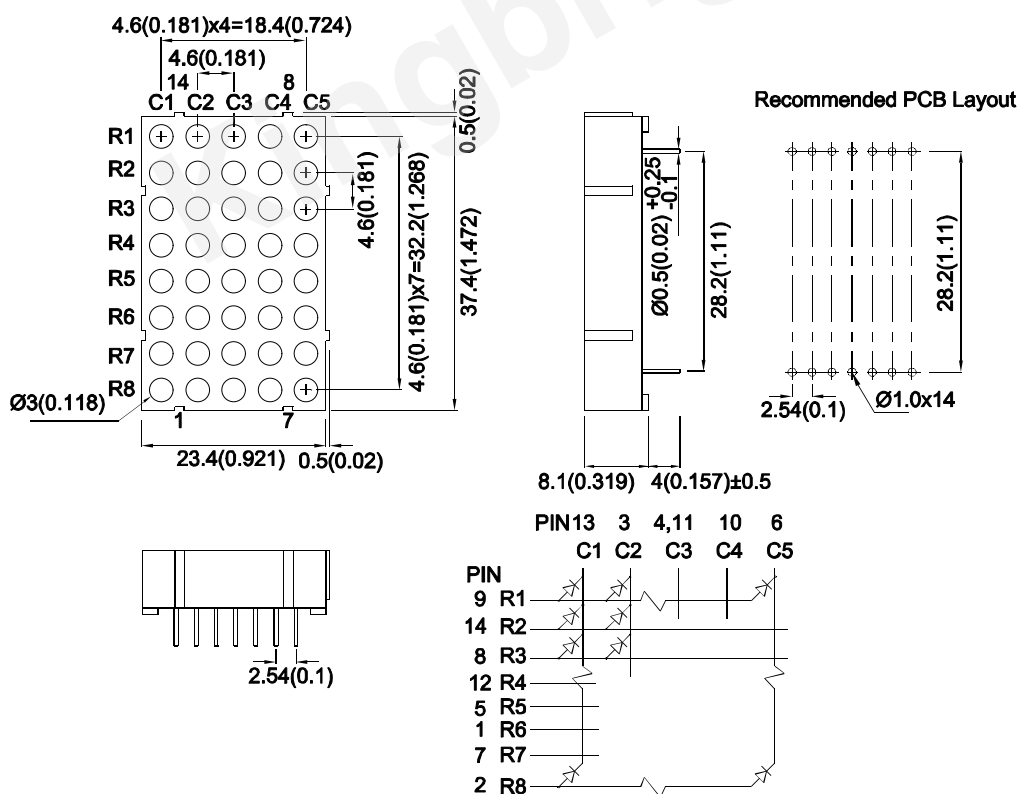 4.6(0.181)x4=18.4(0.724)
4.6(0.181)
14 8
C1 C2 C3 C4 C5
R1
R2
R3
R4
R5
R6
R7
R8
0.5(0.02)
4.6(0.181)
4.6(0.181)x7=32.2(1.268)
37.4(1.472)
Ø3(0.118)
1 7
23.4(0.921) 0.5(0.02)
Ø0.5(0.02) +0.25 -0.1
28.2(1.11)
8.1(0.319) 4(0.157)±0.5
Recommended PCB Layout
28.2(1.11)
2.54(0.1) Ø1.0x14
2.54(0.1)
PIN 13 3 4,11 10 6
C1 C2 C3 C4 C5
PIN
9 R1
14 R2
8 R3
12 R4
5 R5
1 R6
7 R7
2 R8